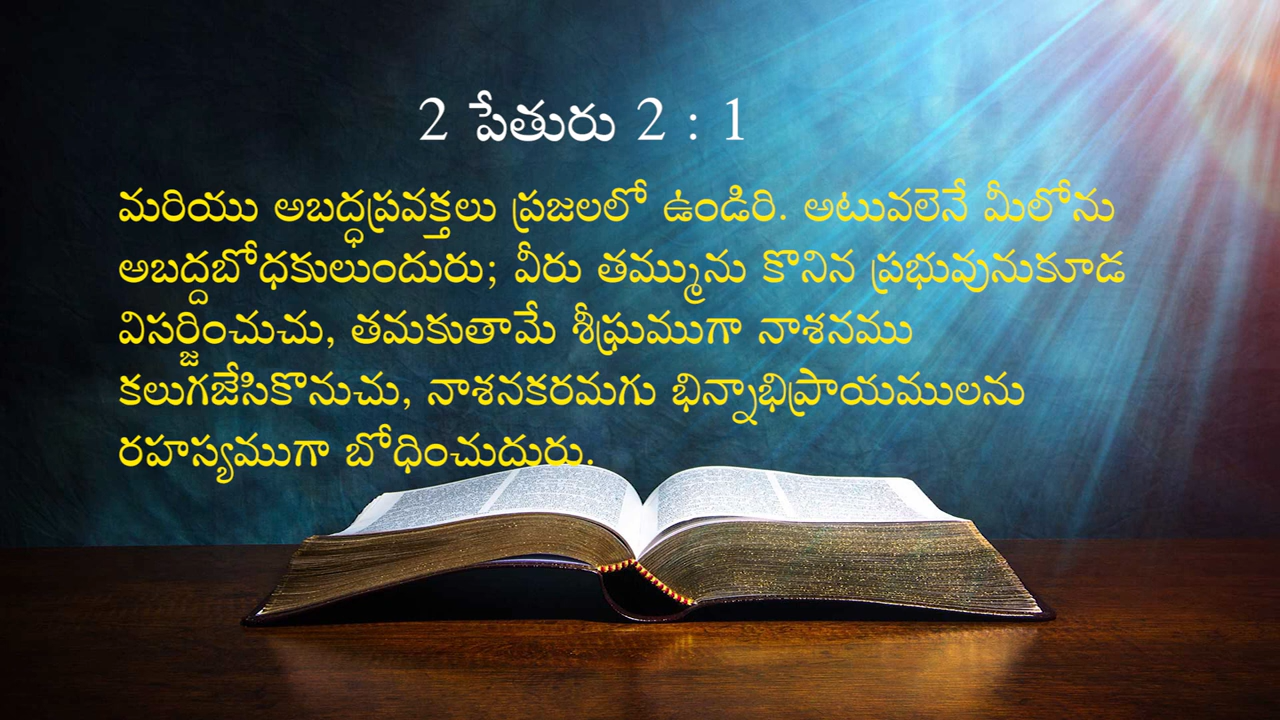 2 పేతురు 2 : 1
మరియు అబద్ధప్రవక్తలు ప్రజలలో ఉండిరి. అటువలెనే మీలోను
అబద్దబోధకులుందురు; వీరు తమ్మును కొనిన ప్రభువునుకూడ
విసర్జించుచు, తమకుతామే శీఘ్రముగా నాశనము
కలుగజేసికొనుచు, నాశనకరమగు భిన్నాభిప్రాయములను
రహస్యముగా బోధించుదురు.